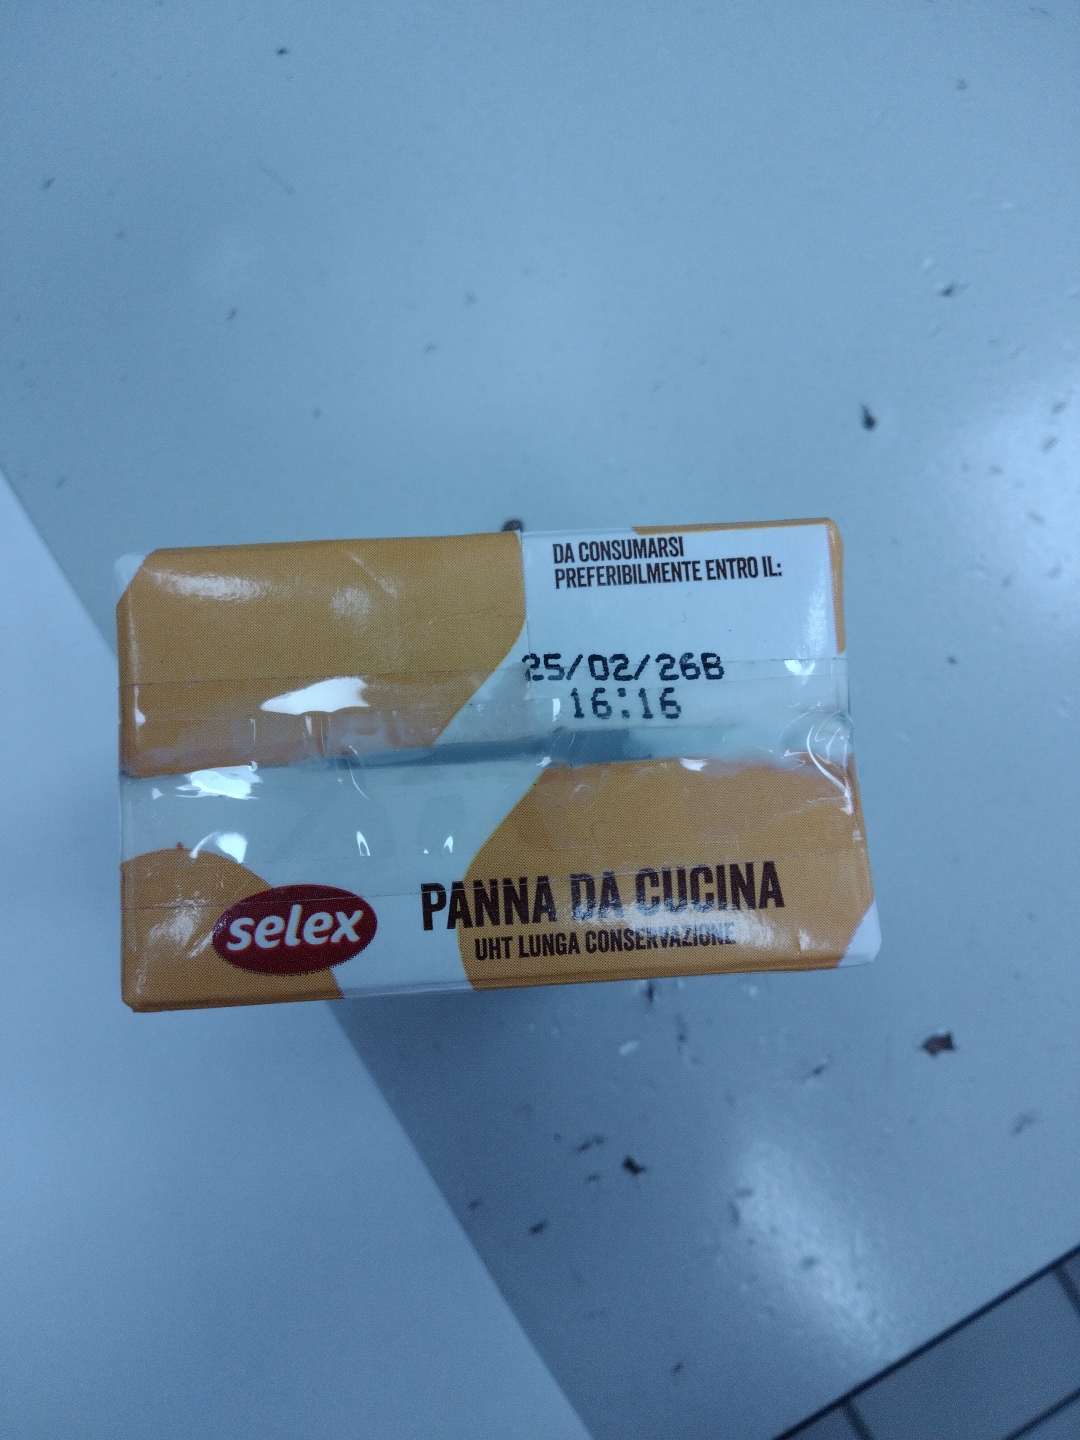 DA CONSUMARSI
PREFERIBILMENTE ENTRO IL:
25/02/26B
16:16
selex
PANNA DA CUCINA
UHT LUNGA CONSERVAZIONE